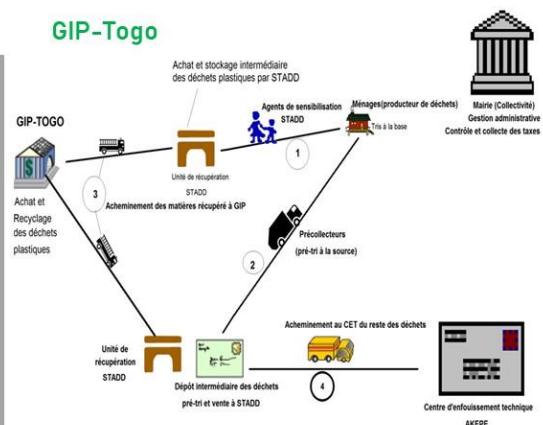 GIP-Togo
Achat et stockage intermédiaire
des déchets plastiques par STADD
Agents de sensibilisation
STADD
Ménages(producteur de déchets)
Tris à la base
Mairie (Collectivité)
Gestion administrative
Contrôle et collecte des taxes
GIP-TOGO
$
1
Unité de récupération
STADD
3
Acheminement des matières récupéré à GIP
Achat et
Recyclage
des déchets
plastiques
Précollecteurs
(pré-tri à la source)
2
Acheminement au CET du reste des déchets
Unité de
récupération
STADD
4
Dépôt intermédiaire des déchets
pré-tri et vente à STADD
Centre d'enfouissement technique
AKEPE